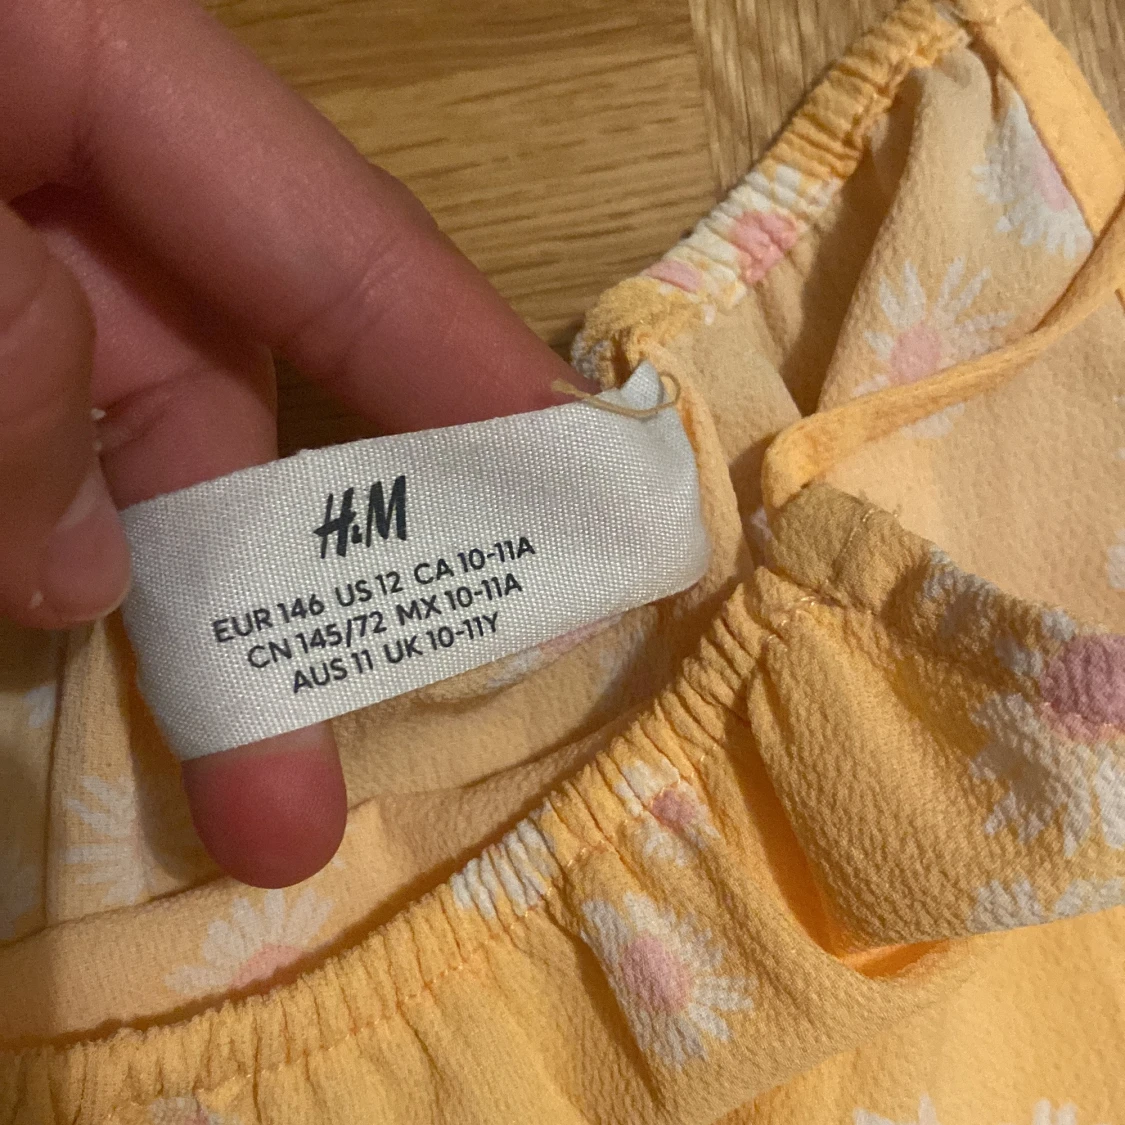 H&M
EUR 146 US 12 CA 10-11A
CN 145/72 MX 10-11A
AUS 11 UK 10-11Y